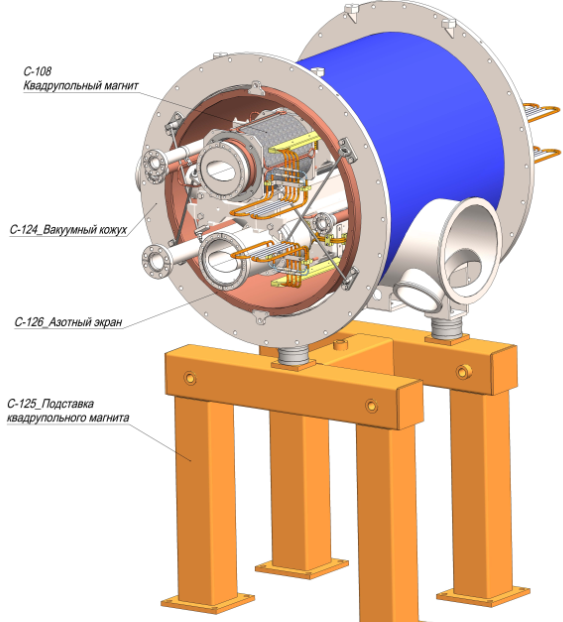 С-108
Квадрупольный магнит
С-124_Вакуумный кожух
С-126_Азотный экран
С-125_Подставка
квадрупольного магнита